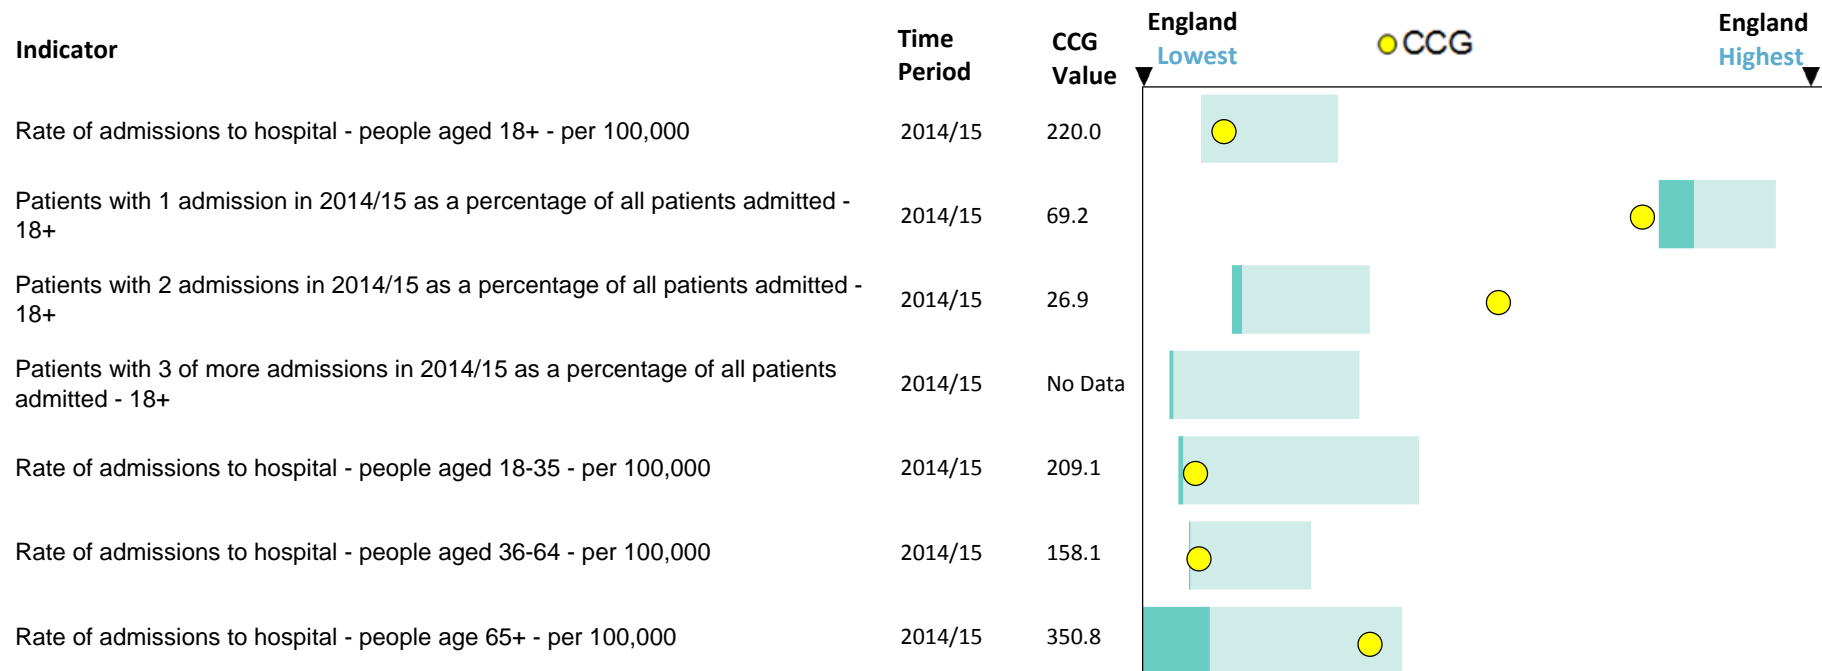 Indicator
Time Period
CCG Value
England Lowest
CCG
England Highest
Rate of admissions to hospital - people aged 18+ - per 100,000 2014/15 220.0
Patients with 1 admission in 2014/15 as a percentage of all patients admitted -
18+
2014/15 69.2
Patients with 2 admissions in 2014/15 as a percentage of all patients admitted -
18+
2014/15 26.9
Patients with 3 of more admissions in 2014/15 as a percentage of all patients
admitted - 18+
2014/15 No Data
Rate of admissions to hospital - people aged 18-35 - per 100,000 2014/15 209.1
Rate of admissions to hospital - people aged 36-64 - per 100,000 2014/15 158.1
Rate of admissions to hospital - people age 65+ - per 100,000 2014/15 350.8